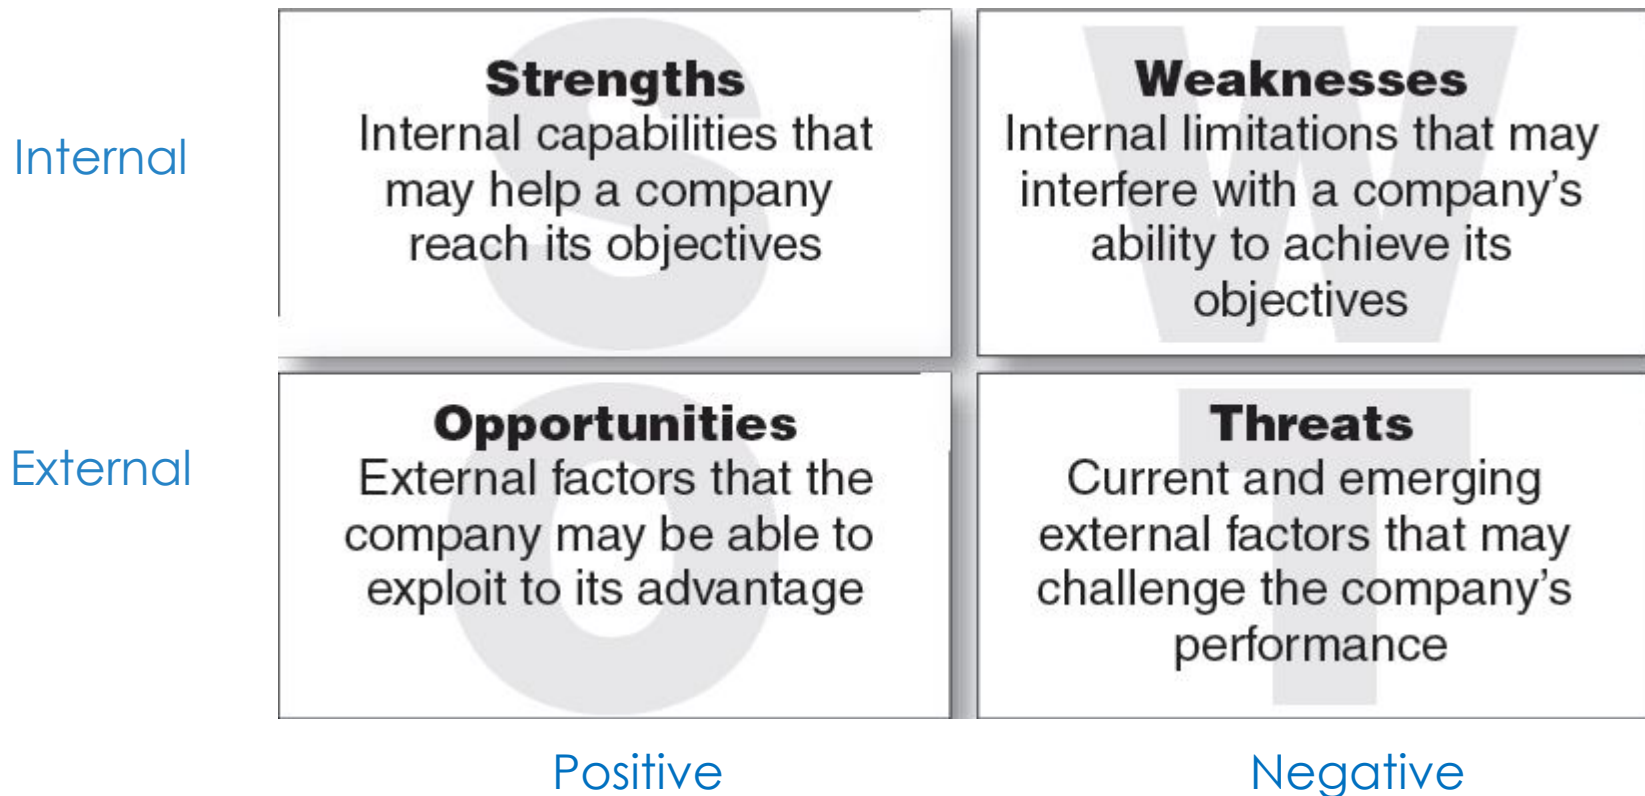 Internal
Strengths
Internal capabilities that
may help a company
reach its objectives
Weaknesses
Internal limitations that may
interfere with a company’s
ability to achieve its
objectives
External
Opportunities
External factors that the
company may be able to
exploit to its advantage
Threats
Current and emerging
external factors that may
challenge the company’s
performance
Positive
Negative
S
W
O
T